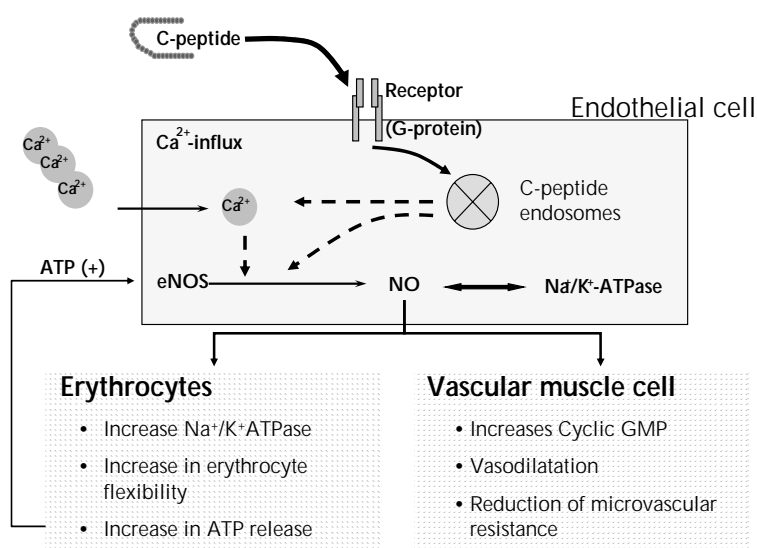 C-peptide
Receptor
(G-protein)
Endothelial cell
Ca2+-influx
Ca2+
Ca2+
Ca2+
Ca2+
C-peptide
endosomes
ATP (+)
eNOS
NO
Na+/K+-ATPase
Erythrocytes
• Increase Na+/K+ATPase
• Increase in erythrocyte
flexibility
• Increase in ATP release
Vascular muscle cell
• Increases Cyclic GMP
• Vasodilatation
• Reduction of microvascular
resistance